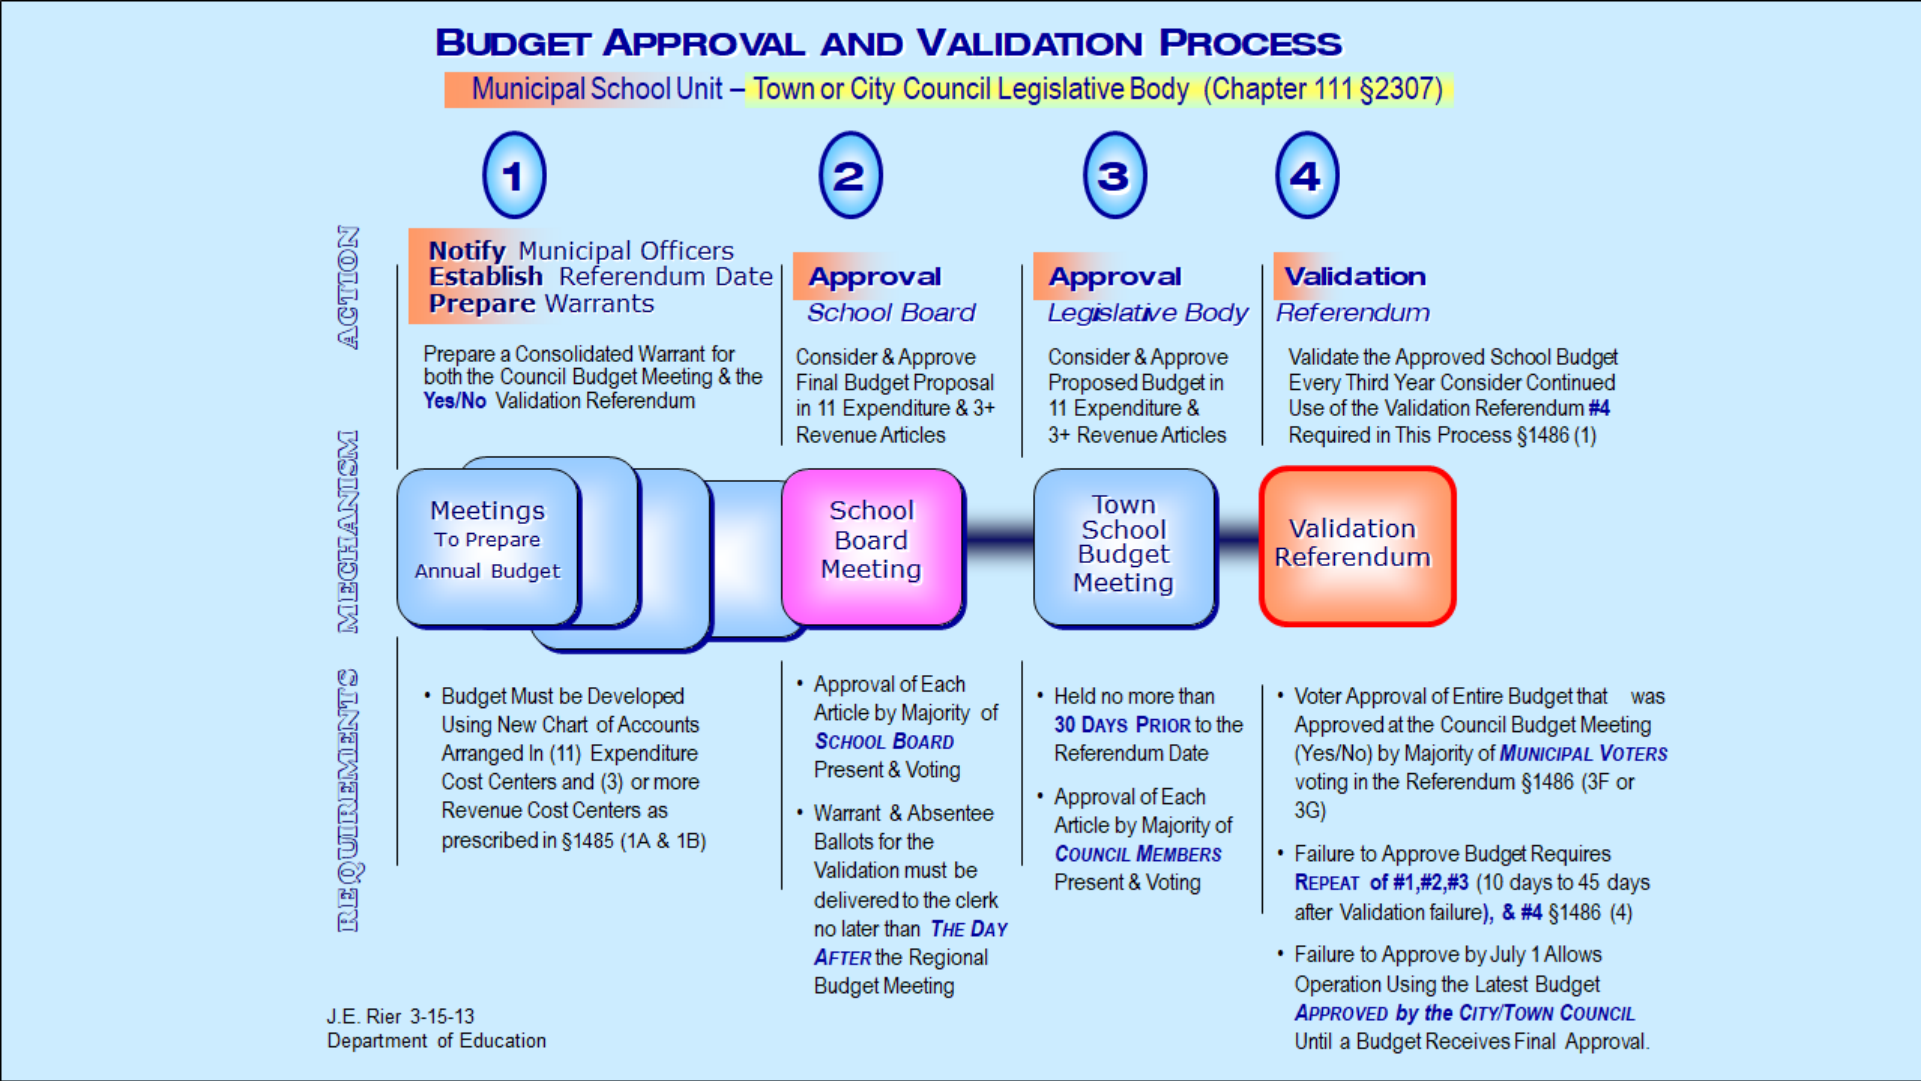 BUDGET APPROVAL AND VALIDATION PROCESS
Municipal School Unit – Town or City Council Legislative Body (Chapter 111 §2307)
1
2
3
4
ACTION
Notify Municipal Officers
Establish Referendum Date
Prepare Warrants
Prepare a Consolidated Warrant for
both the Council Budget Meeting & the
Yes/No Validation Referendum
Approval
School Board
Consider & Approve
Final Budget Proposal
in 11 Expenditure & 3+
Revenue Articles
Approval
Legislative Body
Consider & Approve
Proposed Budget in
11 Expenditure &
3+ Revenue Articles
Validation
Referendum
Validate the Approved School Budget
Every Third Year Consider Continued
Use of the Validation Referendum #4
Required in This Process §1486 (1)
MECHANISM
Meetings
To Prepare
Annual Budget
School
Board
Meeting
Town
School
Budget
Meeting
Validation
Referendum
REQUIREMENTS
• Budget Must be Developed
Using New Chart of Accounts
Arranged In (11) Expenditure
Cost Centers and (3) or more
Revenue Cost Centers as
prescribed in §1485 (1A & 1B)
• Approval of Each
Article by Majority of
SCHOOL BOARD
Present & Voting
• Warrant & Absentee
Ballots for the
Validation must be
delivered to the clerk
no later than THE DAY
AFTER the Regional
Budget Meeting
• Held no more than
30 DAYS PRIOR to the
Referendum Date
• Approval of Each
Article by Majority of
COUNCIL MEMBERS
Present & Voting
• Voter Approval of Entire Budget that was
Approved at the Council Budget Meeting
(Yes/No) by Majority of MUNICIPAL VOTERS
voting in the Referendum §1486 (3F or
3G)
• Failure to Approve Budget Requires
REPEAT of #1,#2,#3 (10 days to 45 days
after Validation failure), & #4 §1486 (4)
• Failure to Approve by July 1 Allows
Operation Using the Latest Budget
APPROVED by the CITY/TOWN COUNCIL
Until a Budget Receives Final Approval.
J.E. Rier 3-15-13
Department of Education